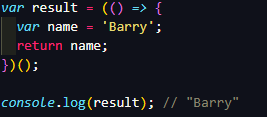 var result = (() => {
  var name = 'Barry';
  return name;
})();

console.log(result); // "Barry"